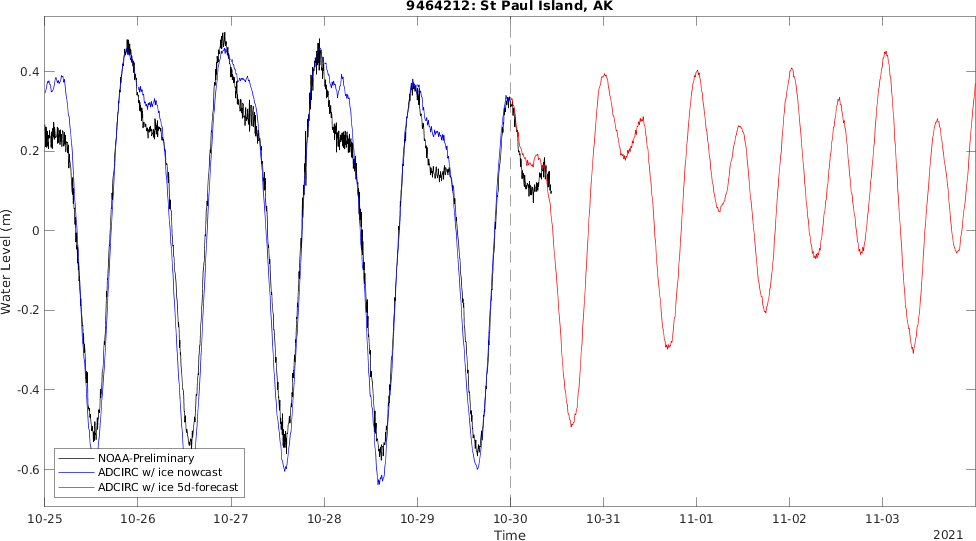 9464212: St Paul Island, AK
Water Level (m)
0.4
0.2
0
-0.2
-0.4
-0.6
NOAA-Preliminary
ADCIRC w/ ice nowcast
ADCIRC w/ ice 5d-forecast
10-25 10-26 10-27 10-28 10-29 10-30 10-31 11-01 11-02 11-03
Time
2021